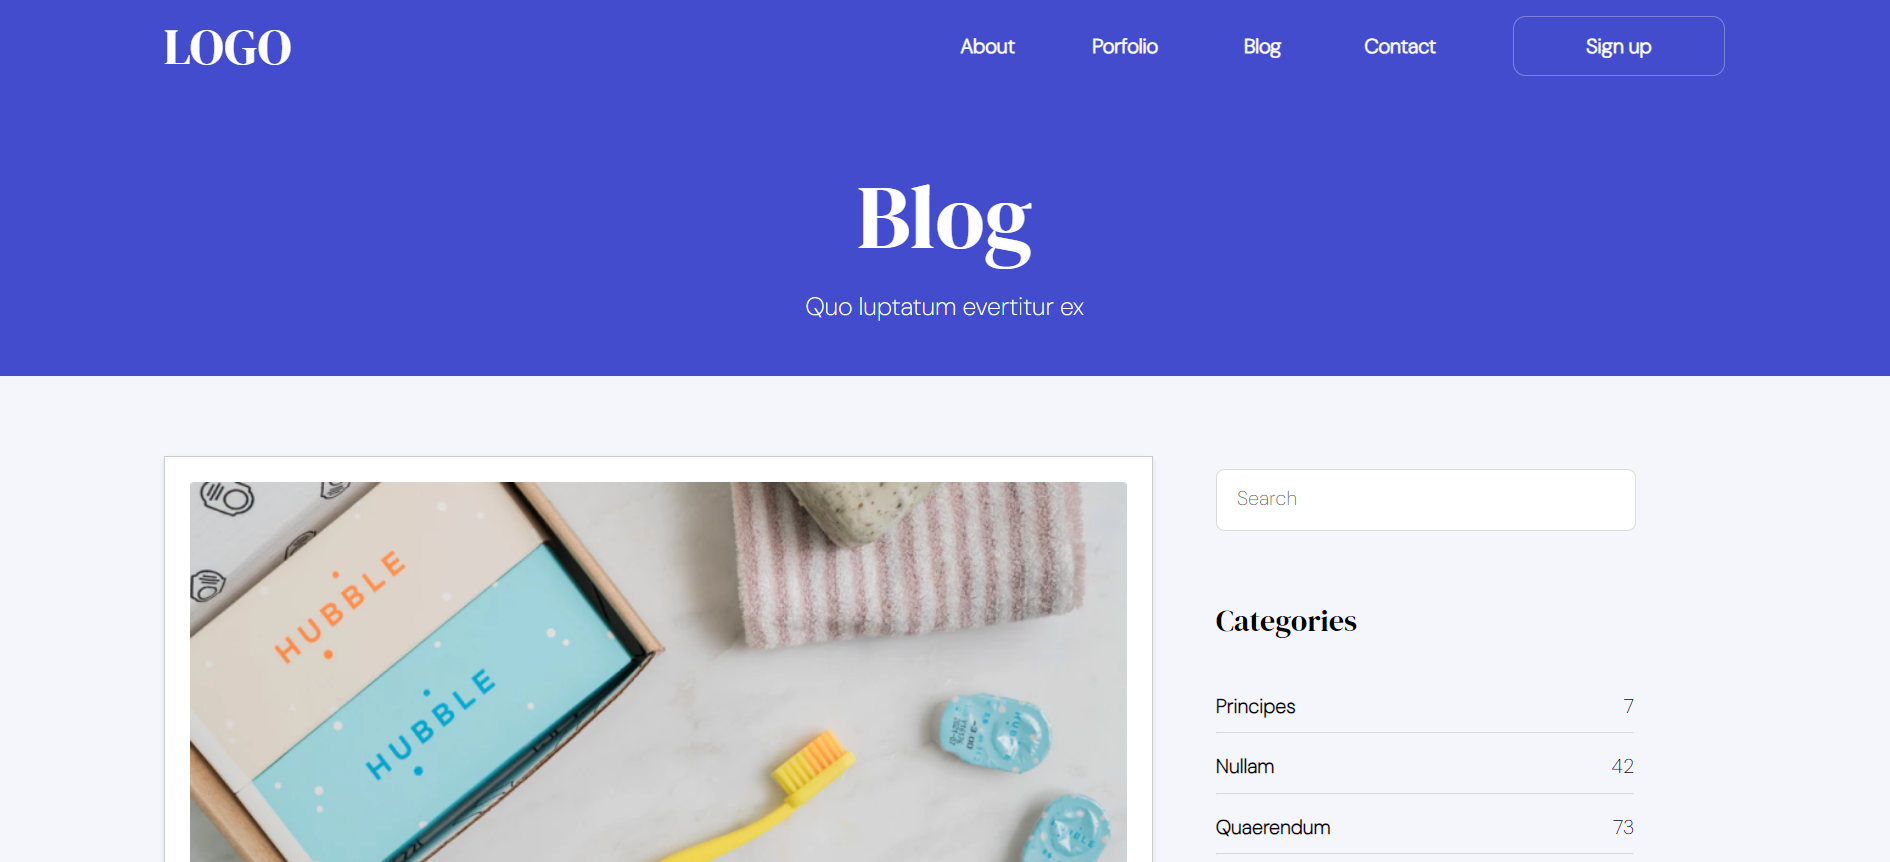 LOGO
About
Porfolio
Blog
Contact
Sign up
Blog
Quo luptatum evertitur ex
HUBBLE
HUBBLE
Search
Categories
Principes 7
Nullam 42
Quaerendum 73